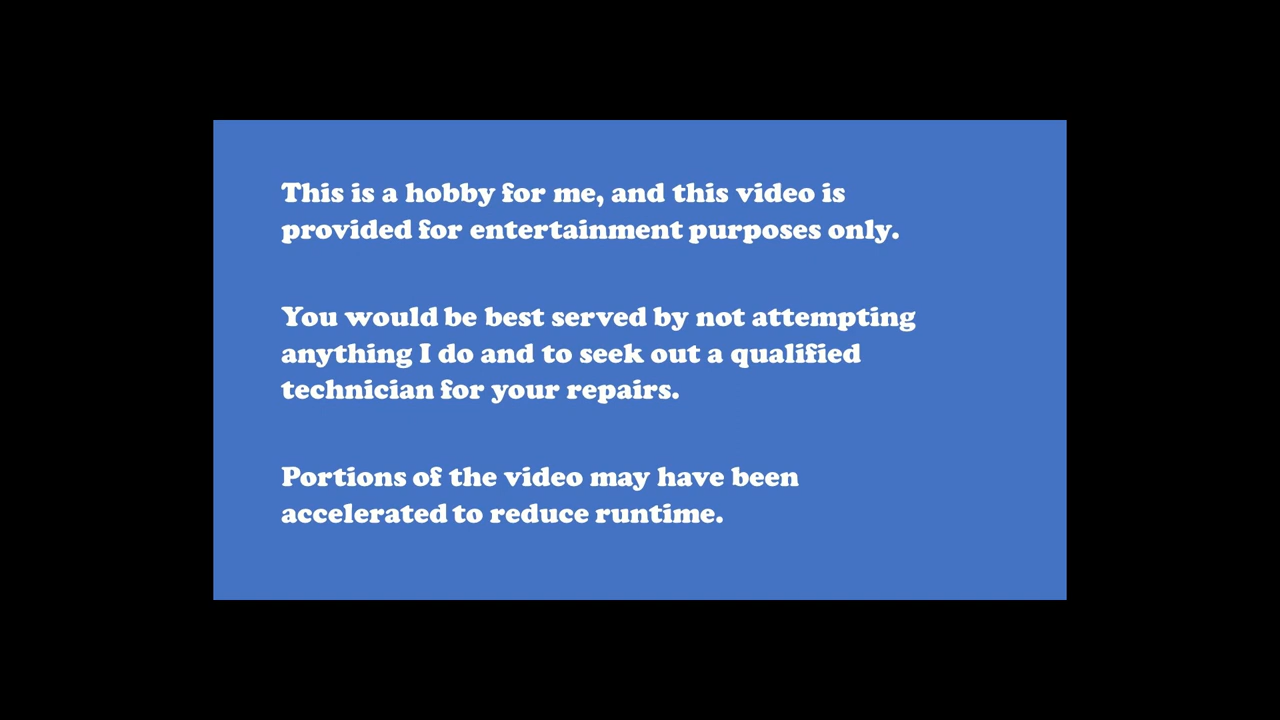 This is a hobby for me, and this video is
provided for entertainment purposes only.
You would be best served by not attempting
anything I do and to seek out a qualified
technician for your repairs.
Portions of the video may have been
accelerated to reduce runtime.